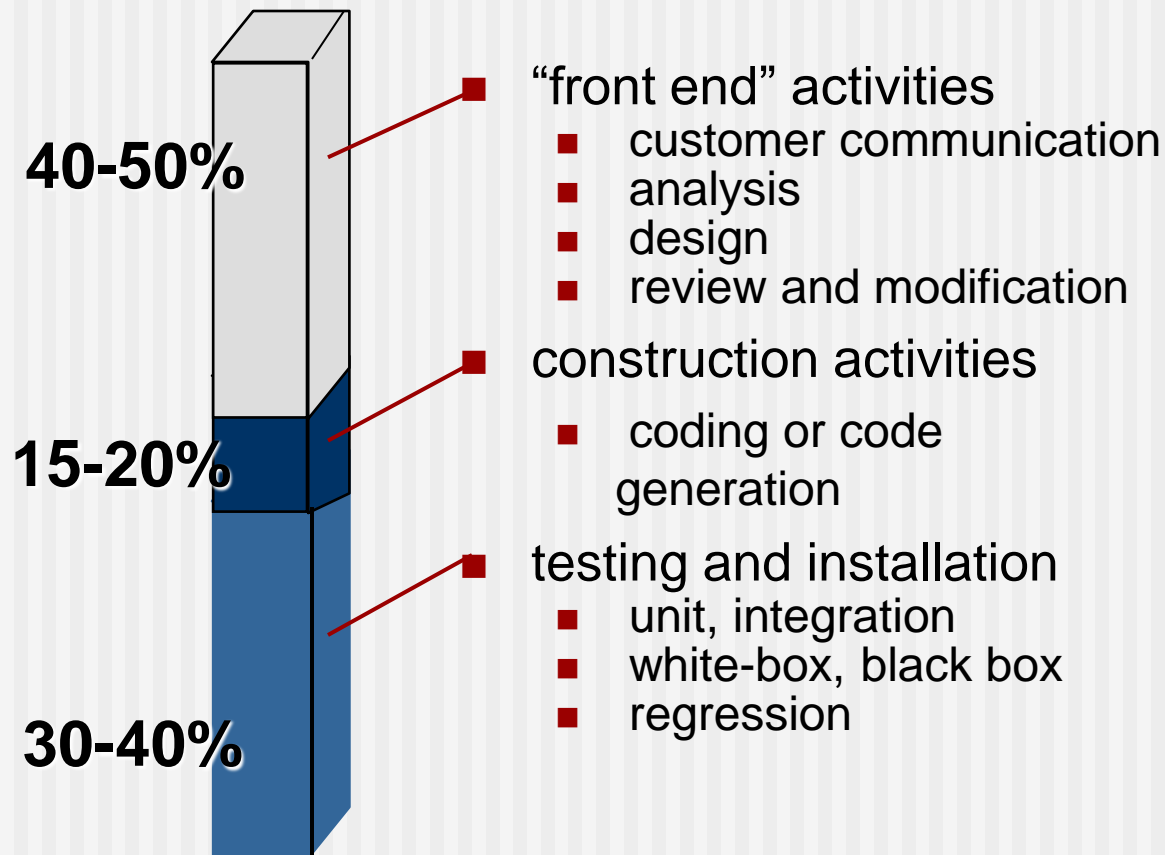 40-50%
“front end” activities
customer communication
analysis
design
review and modification
15-20%
construction activities
coding or code
generation
30-40%
testing and installation
unit, integration
white-box, black box
regression